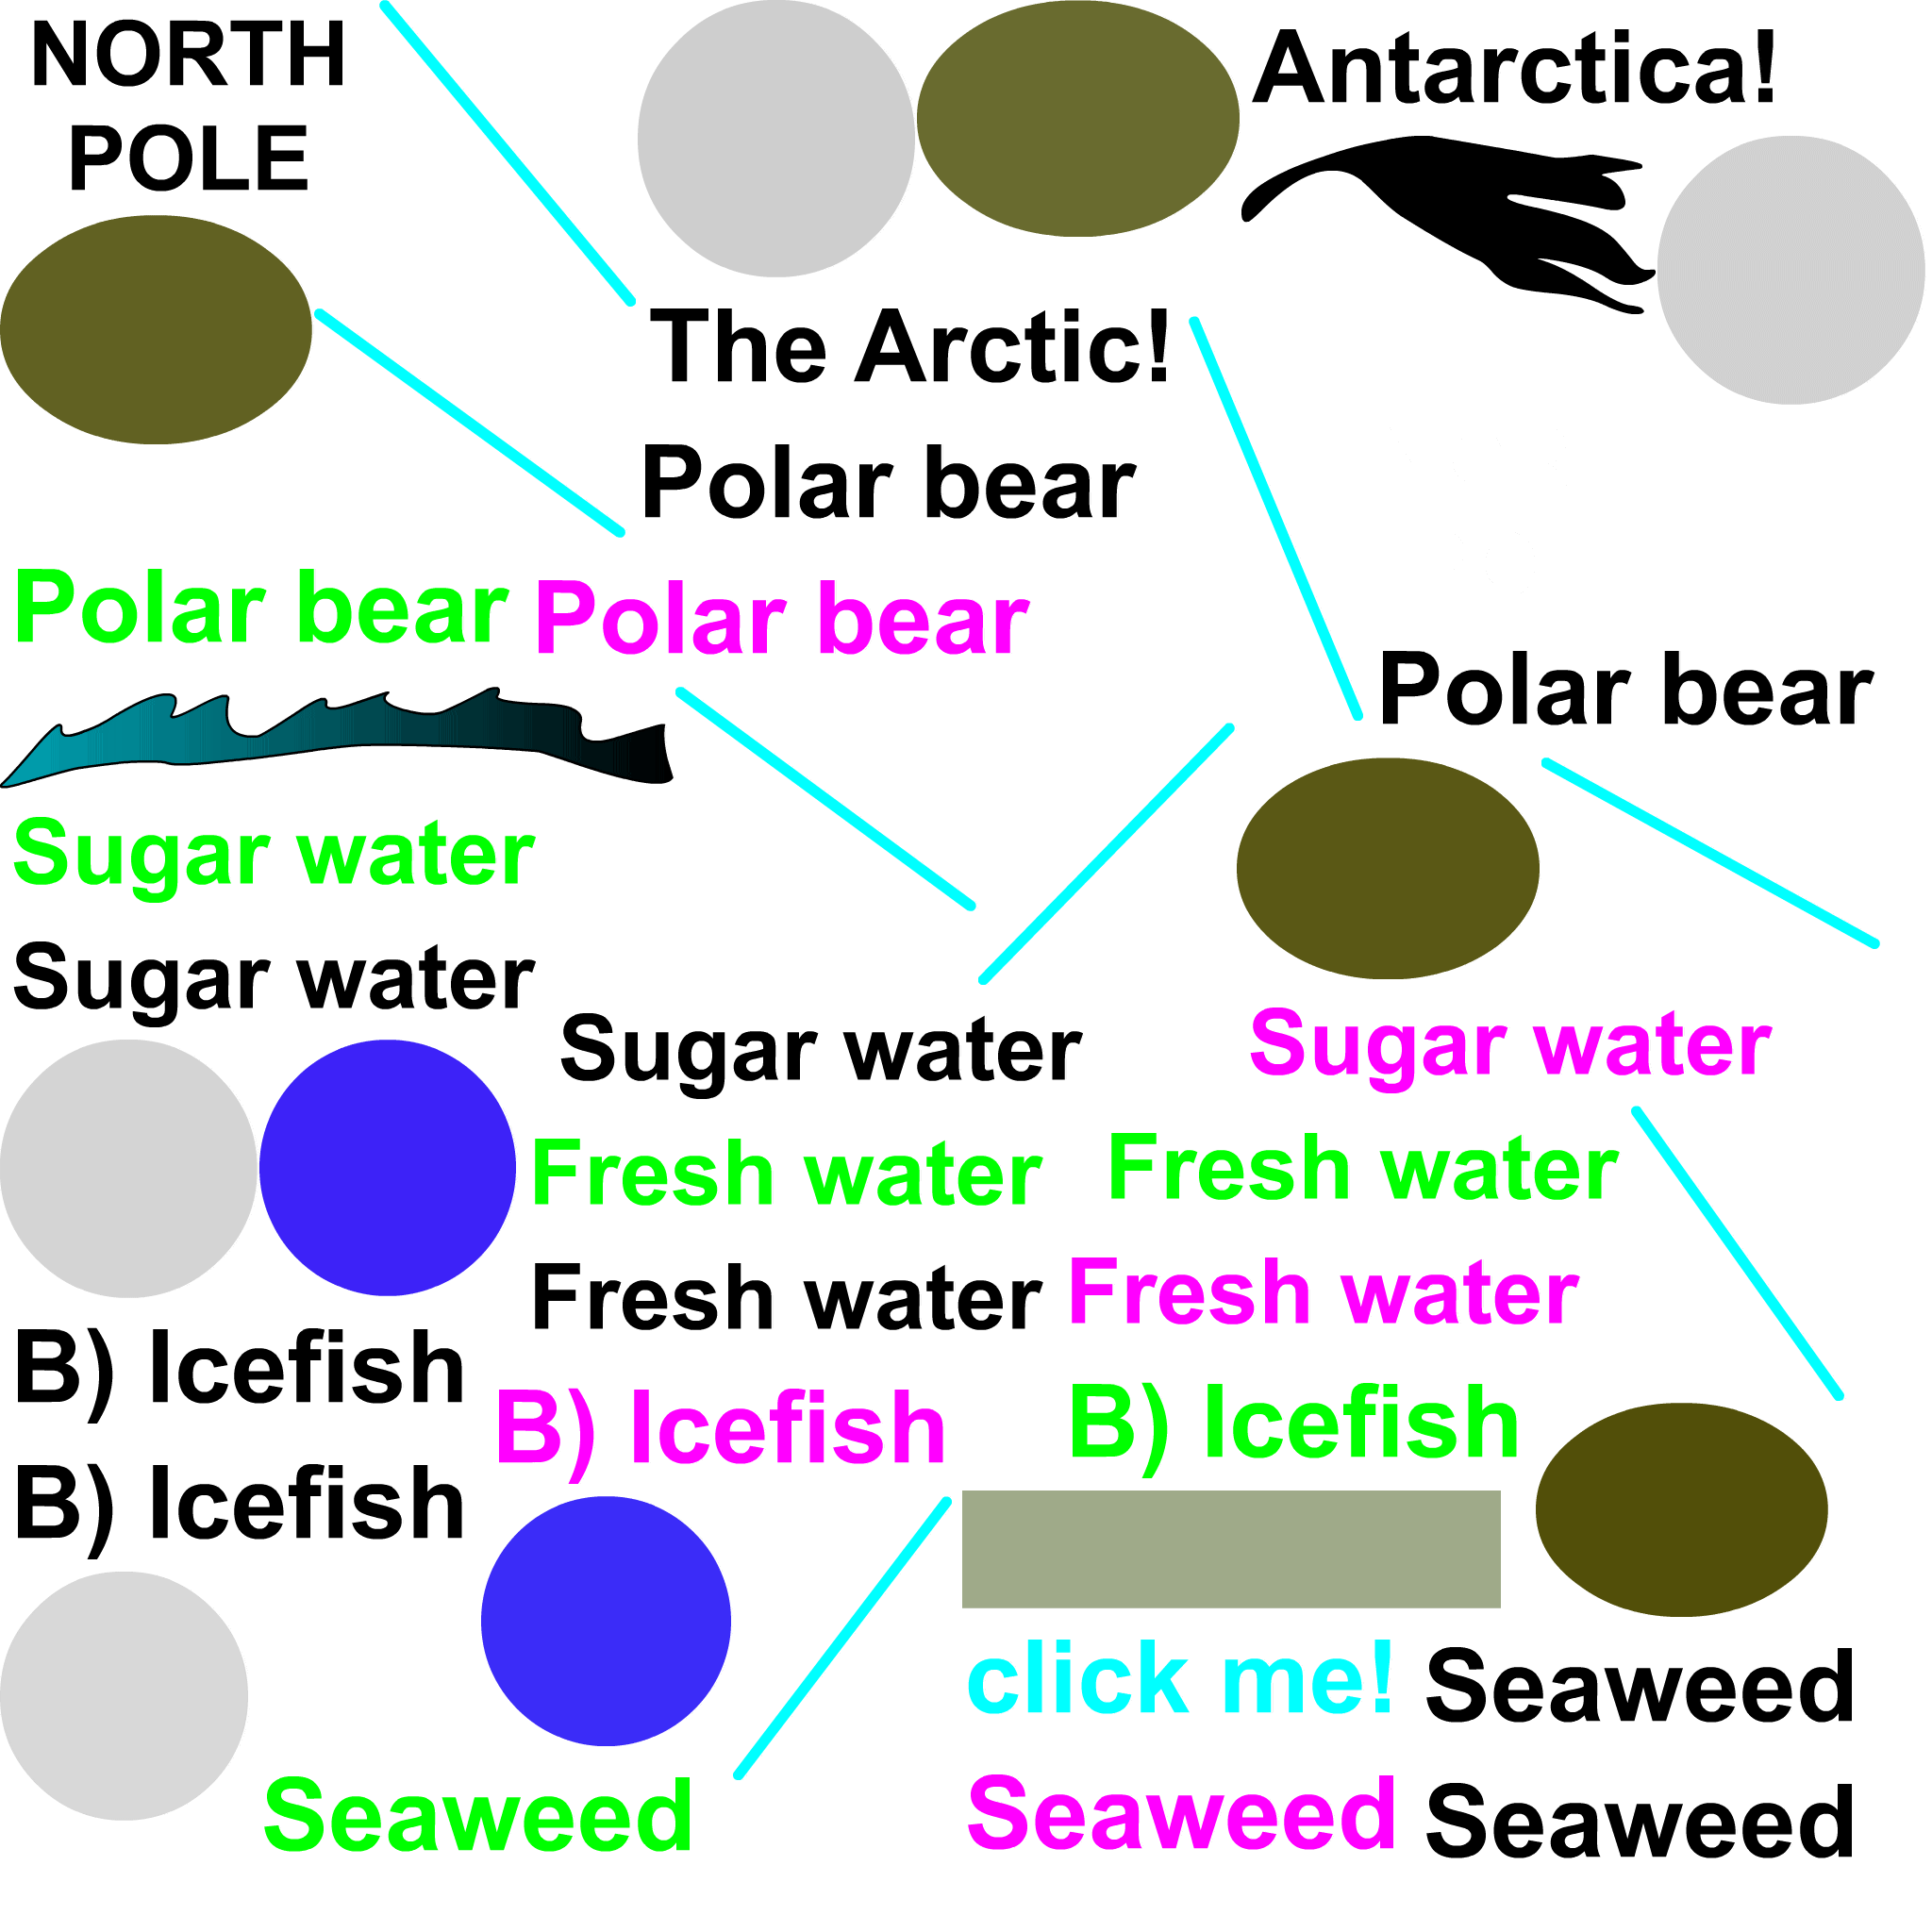 NORTH
POLE
Antarctica!
The Arctic!
Polar bear
Polar bear
Polar bear
Polar bear
Sugar water
Sugar water
Sugar water
Sugar water
Fresh water
Fresh water
Fresh water
Fresh water
B) Icefish
B) Icefish
B) Icefish
B) Icefish
click me!
Seaweed
Seaweed
Seaweed
Seaweed